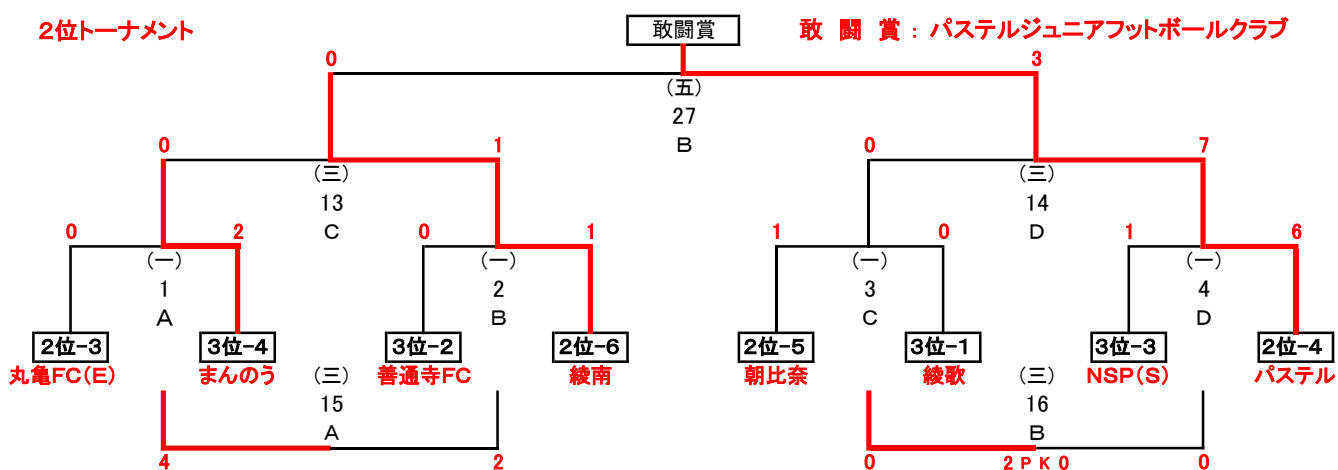 ２位トーナメント
敢闘賞
敢 闘 賞 ： パステルジュニアフットボールクラブ
0
3
(五)
27
B
0
1
0
7
(三)
13
C
(三)
14
D
0
2
0
1
1
0
1
6
(一)
1
A
(一)
2
B
(一)
3
C
(一)
4
D
2位-3
3位-4
3位-2
2位-6
2位-5
3位-1
3位-3
2位-4
丸亀FC(E)
まんのう
善通寺FC
綾南
朝比奈
綾歌
NSP(S)
パステル
(三)
15
A
(三)
16
B
4
2
0
2 P K 0
0